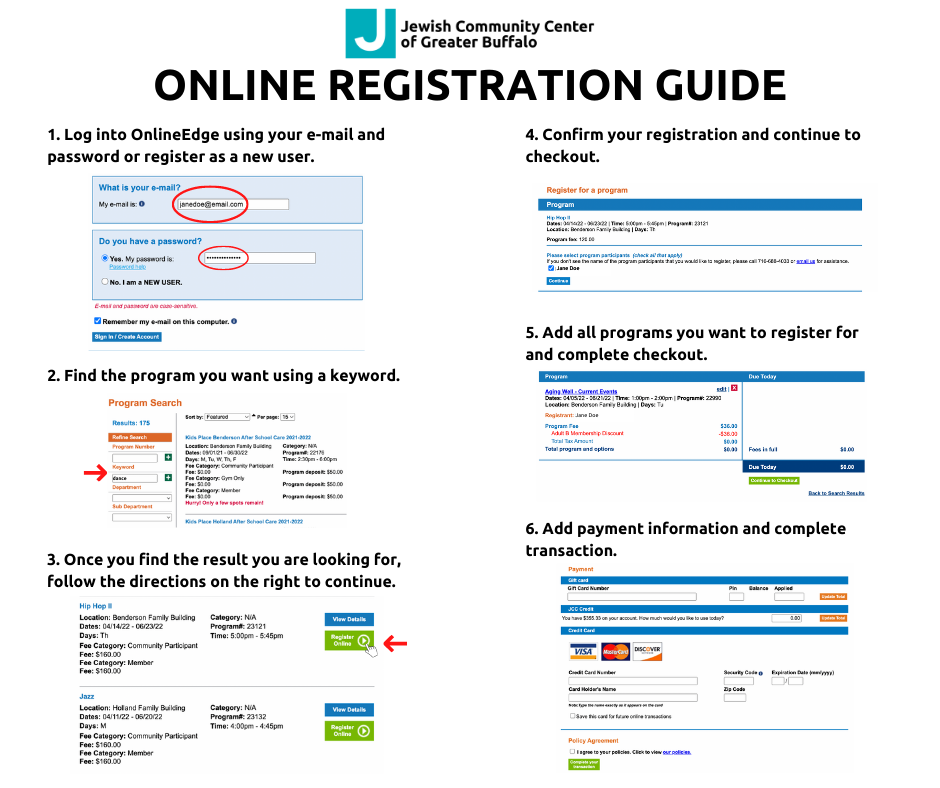 Jewish Community Center
of Greater Buffalo
ONLINE REGISTRATION GUIDE
1. Log into OnlineEdge using your e-mail and
password or register as a new user.
What is your e-mail?
My e-mail is:
janedoe@email.com
Do you have a password?
Yes. My password is:
Password help
No. I am a NEW USER.
E-mail and password are case-sensitive.
Remember my e-mail on this computer.
Sign In / Create Account
2. Find the program you want using a keyword.
Program Search
Results: 175
Sort by: Featured Per page: 15
Refine Search
Program Number
Keyword
dance
Department
Sub Department
Kids Place Benderson After School Care 2021-2022
Location: Benderson Family Building Category: N/A
Dates: 09/01/21 - 06/30/22 Program#: 22176
Days: M, Tu, W, Th, F Time: 2:30pm - 6:00pm
Fee Category: Community Participant
Fee: $0.00 Program deposit: $50.00
Fee Category: Gym Only
Fee: $0.00 Program deposit: $50.00
Fee Category: Member
Fee: $0.00 Program deposit: $50.00
Hurry! Only a few spots remain!
Kids Place Holland After School Care 2021-2022
3. Once you find the result you are looking for,
follow the directions on the right to continue.
Hip Hop II
Location: Benderson Family Building Category: N/A
Dates: 04/14/22 - 06/23/22 Program#: 23121
Days: Th Time: 5:00pm - 5:45pm
Fee Category: Community Participant
Fee: $160.00
Fee Category: Member
Fee: $160.00
View Details
Register
Online
Jazz
Location: Holland Family Building Category: N/A
Dates: 04/11/22 - 06/20/22 Program#: 23132
Days: M Time: 4:00pm - 4:45pm
Fee Category: Community Participant
Fee: $160.00
Fee Category: Member
Fee: $160.00
View Details
Register
Online
4. Confirm your registration and continue to
checkout.
Register for a program
Program
Hip Hop II
Dates: 04/14/22 - 06/23/22 | Time: 5:00pm - 5:45pm | Program#: 23121
Location: Benderson Family Building | Days: Th
Program fee: 120.00
Please select program participants (check all that apply)
If you don't see the name of the program participants that you would like to register, please call 716-688-4033 or email us for assistance.
Jane Doe
Continue
5. Add all programs you want to register for
and complete checkout.
Program Due Today
Aging Well - Current Events edit | X
Dates: 04/05/22 - 06/21/22 | Time: 1:00pm - 2:00pm | Program#: 22990
Location: Benderson Family Building | Days: Tu
Registrant: Jane Doe
Program Fee $36.00
Adult B Membership Discount -$36.00
Total Tax Amount $0.00
Total program and options $0.00 Fees in full $0.00
Due Today $0.00
Continue to Checkout
Back to Search Results
6. Add payment information and complete
transaction.
Payment
Gift card
Gift Card Number Pin Balance Applied
Update Total
JCC Credit
You have $355.33 on your account. How much would you like to use today? 0.00 Update Total
Credit Card
VISA MasterCard DISCOVER
Credit Card Number Security Code Expiration Date (mm/yyyy)
/
Card Holder's Name Zip Code
Note: type the name exactly as it appears on the card
Save this card for future online transactions
Policy Agreement
I agree to your policies. Click to view our policies.
Complete your
transaction